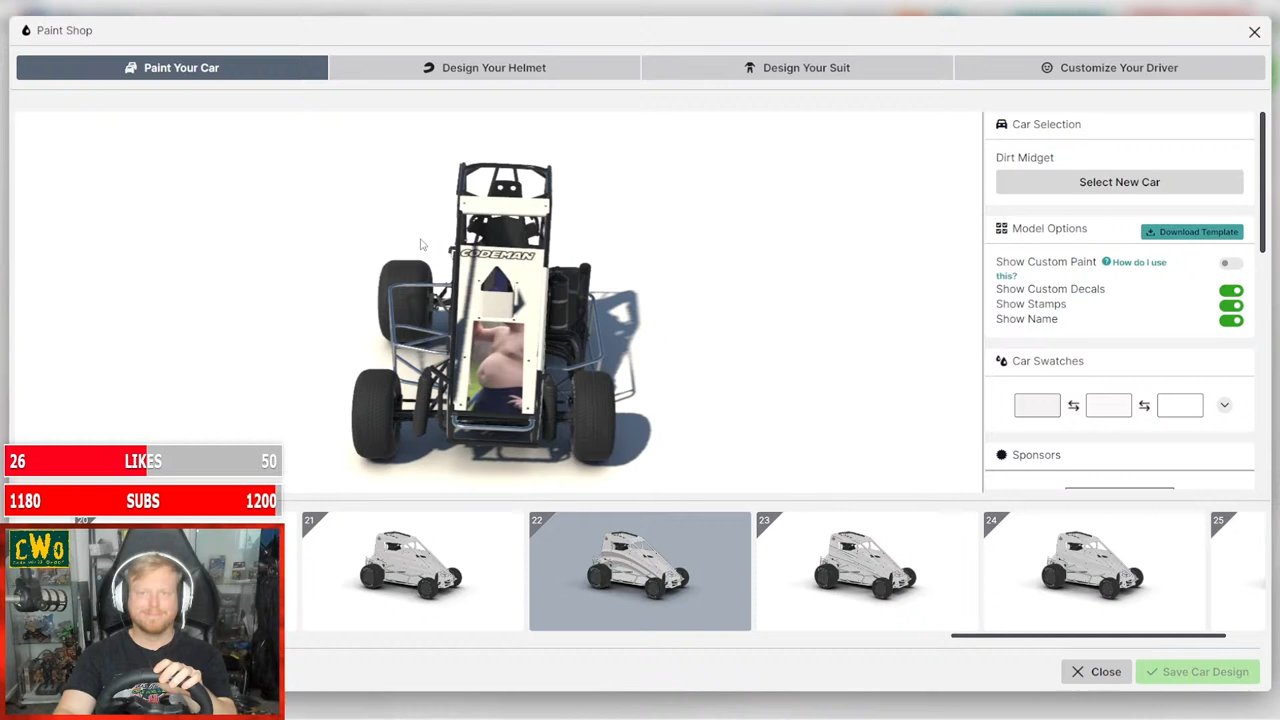 Paint Shop
Paint Your Car
Design Your Helmet
Design Your Suit
Customize Your Driver
Car Selection
Dirt Midget
Select New Car
Model Options
Download Template
Show Custom Paint
How do I use this?
Show Custom Decals
Show Stamps
Show Name
Car Swatches
Sponsors
CODEMAN
26 LIKES 50
1180 SUBS 1200
20
21
22
23
24
25
CWO
Close
Save Car Design